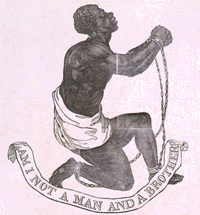 AM I NOT A MAN AND A BROTHER?